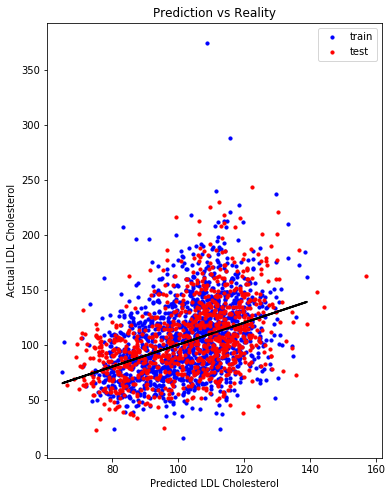 Prediction vs Reality
train
test
Actual LDL Cholesterol
350
300
250
200
150
100
50
0
80
100
120
140
160
Predicted LDL Cholesterol